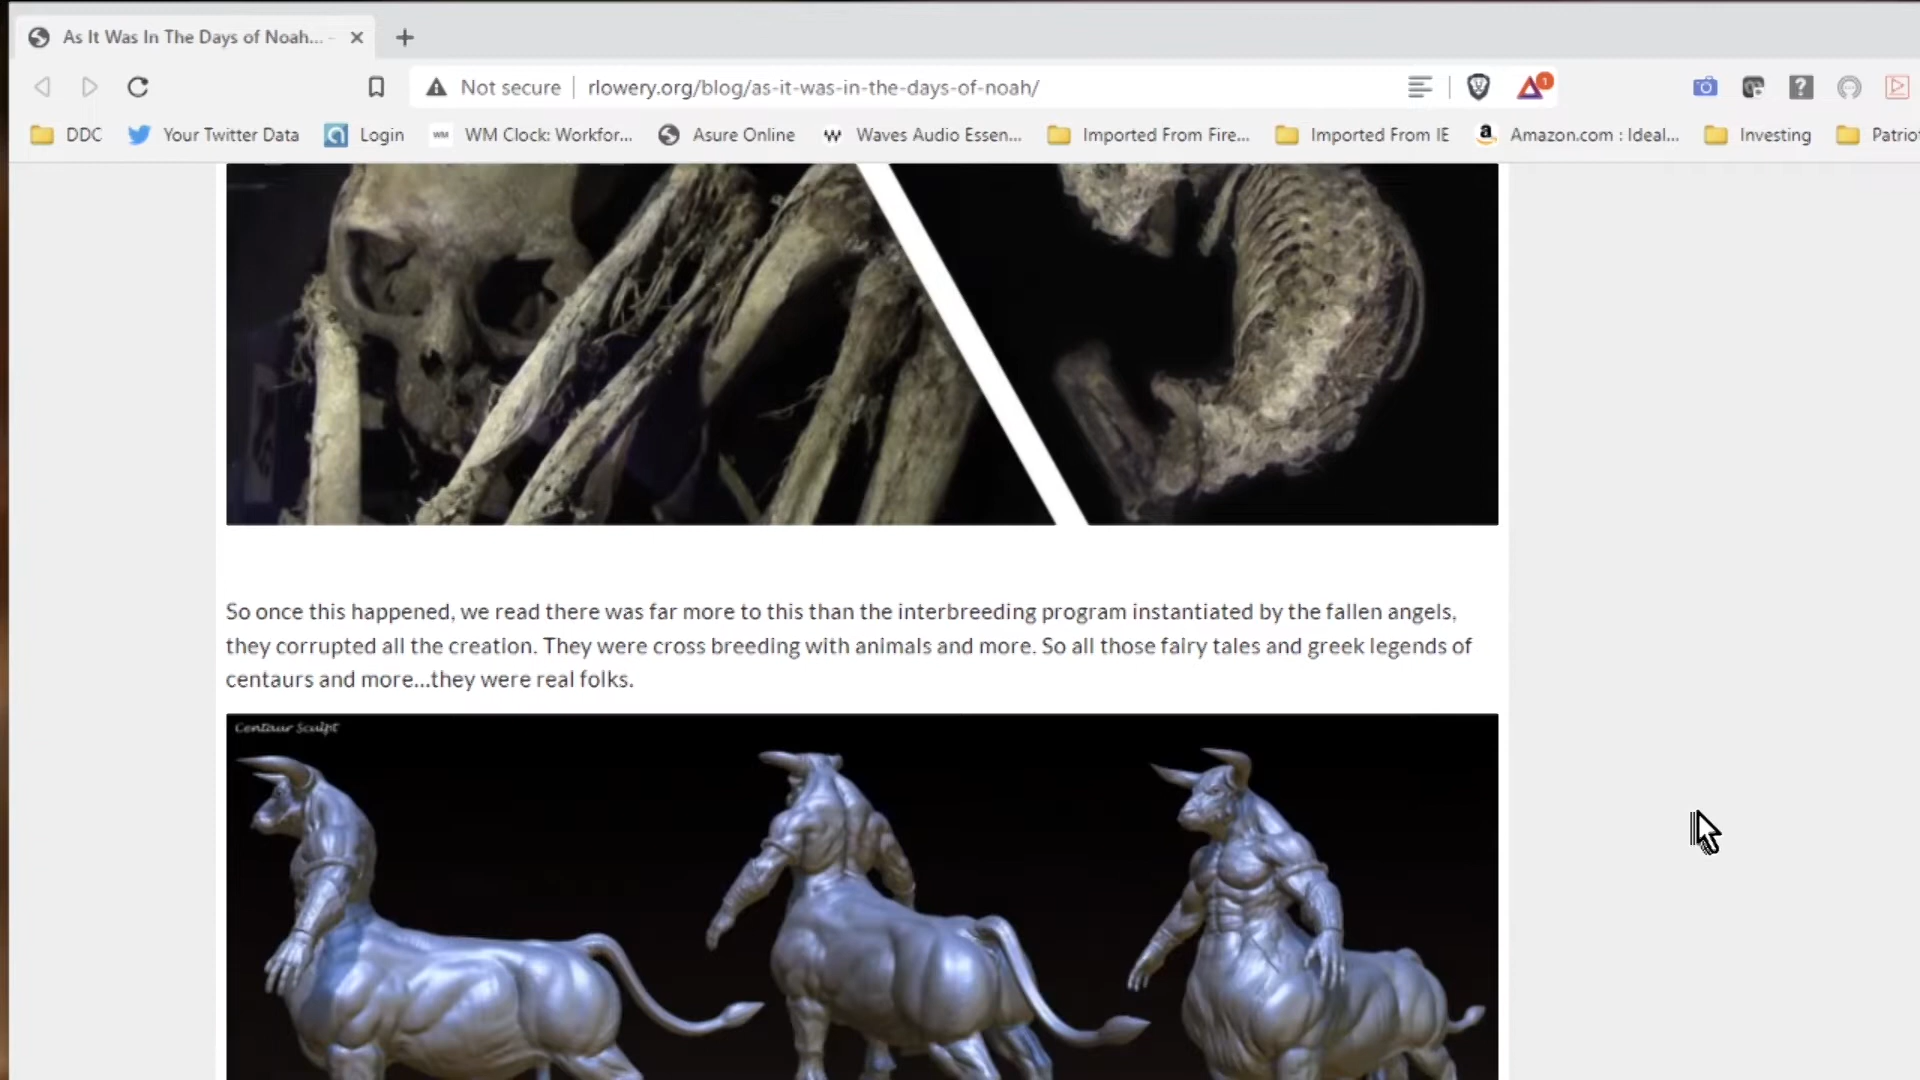 As It Was In The Days of Noah... -
Not secure rlowery.org/blog/as-it-was-in-the-days-of-noah/
1
DDC Your Twitter Data Login WM WM Clock: Workfor... Asure Online W Waves Audio Essen... Imported From Fire... Imported From IE a Amazon.com : Ideal... Investing Patrio
So once this happened, we read there was far more to this than the interbreeding program instantiated by the fallen angels,
they corrupted all the creation. They were cross breeding with animals and more. So all those fairy tales and greek legends of
centaurs and more...they were real folks.
Centaur Sculpt